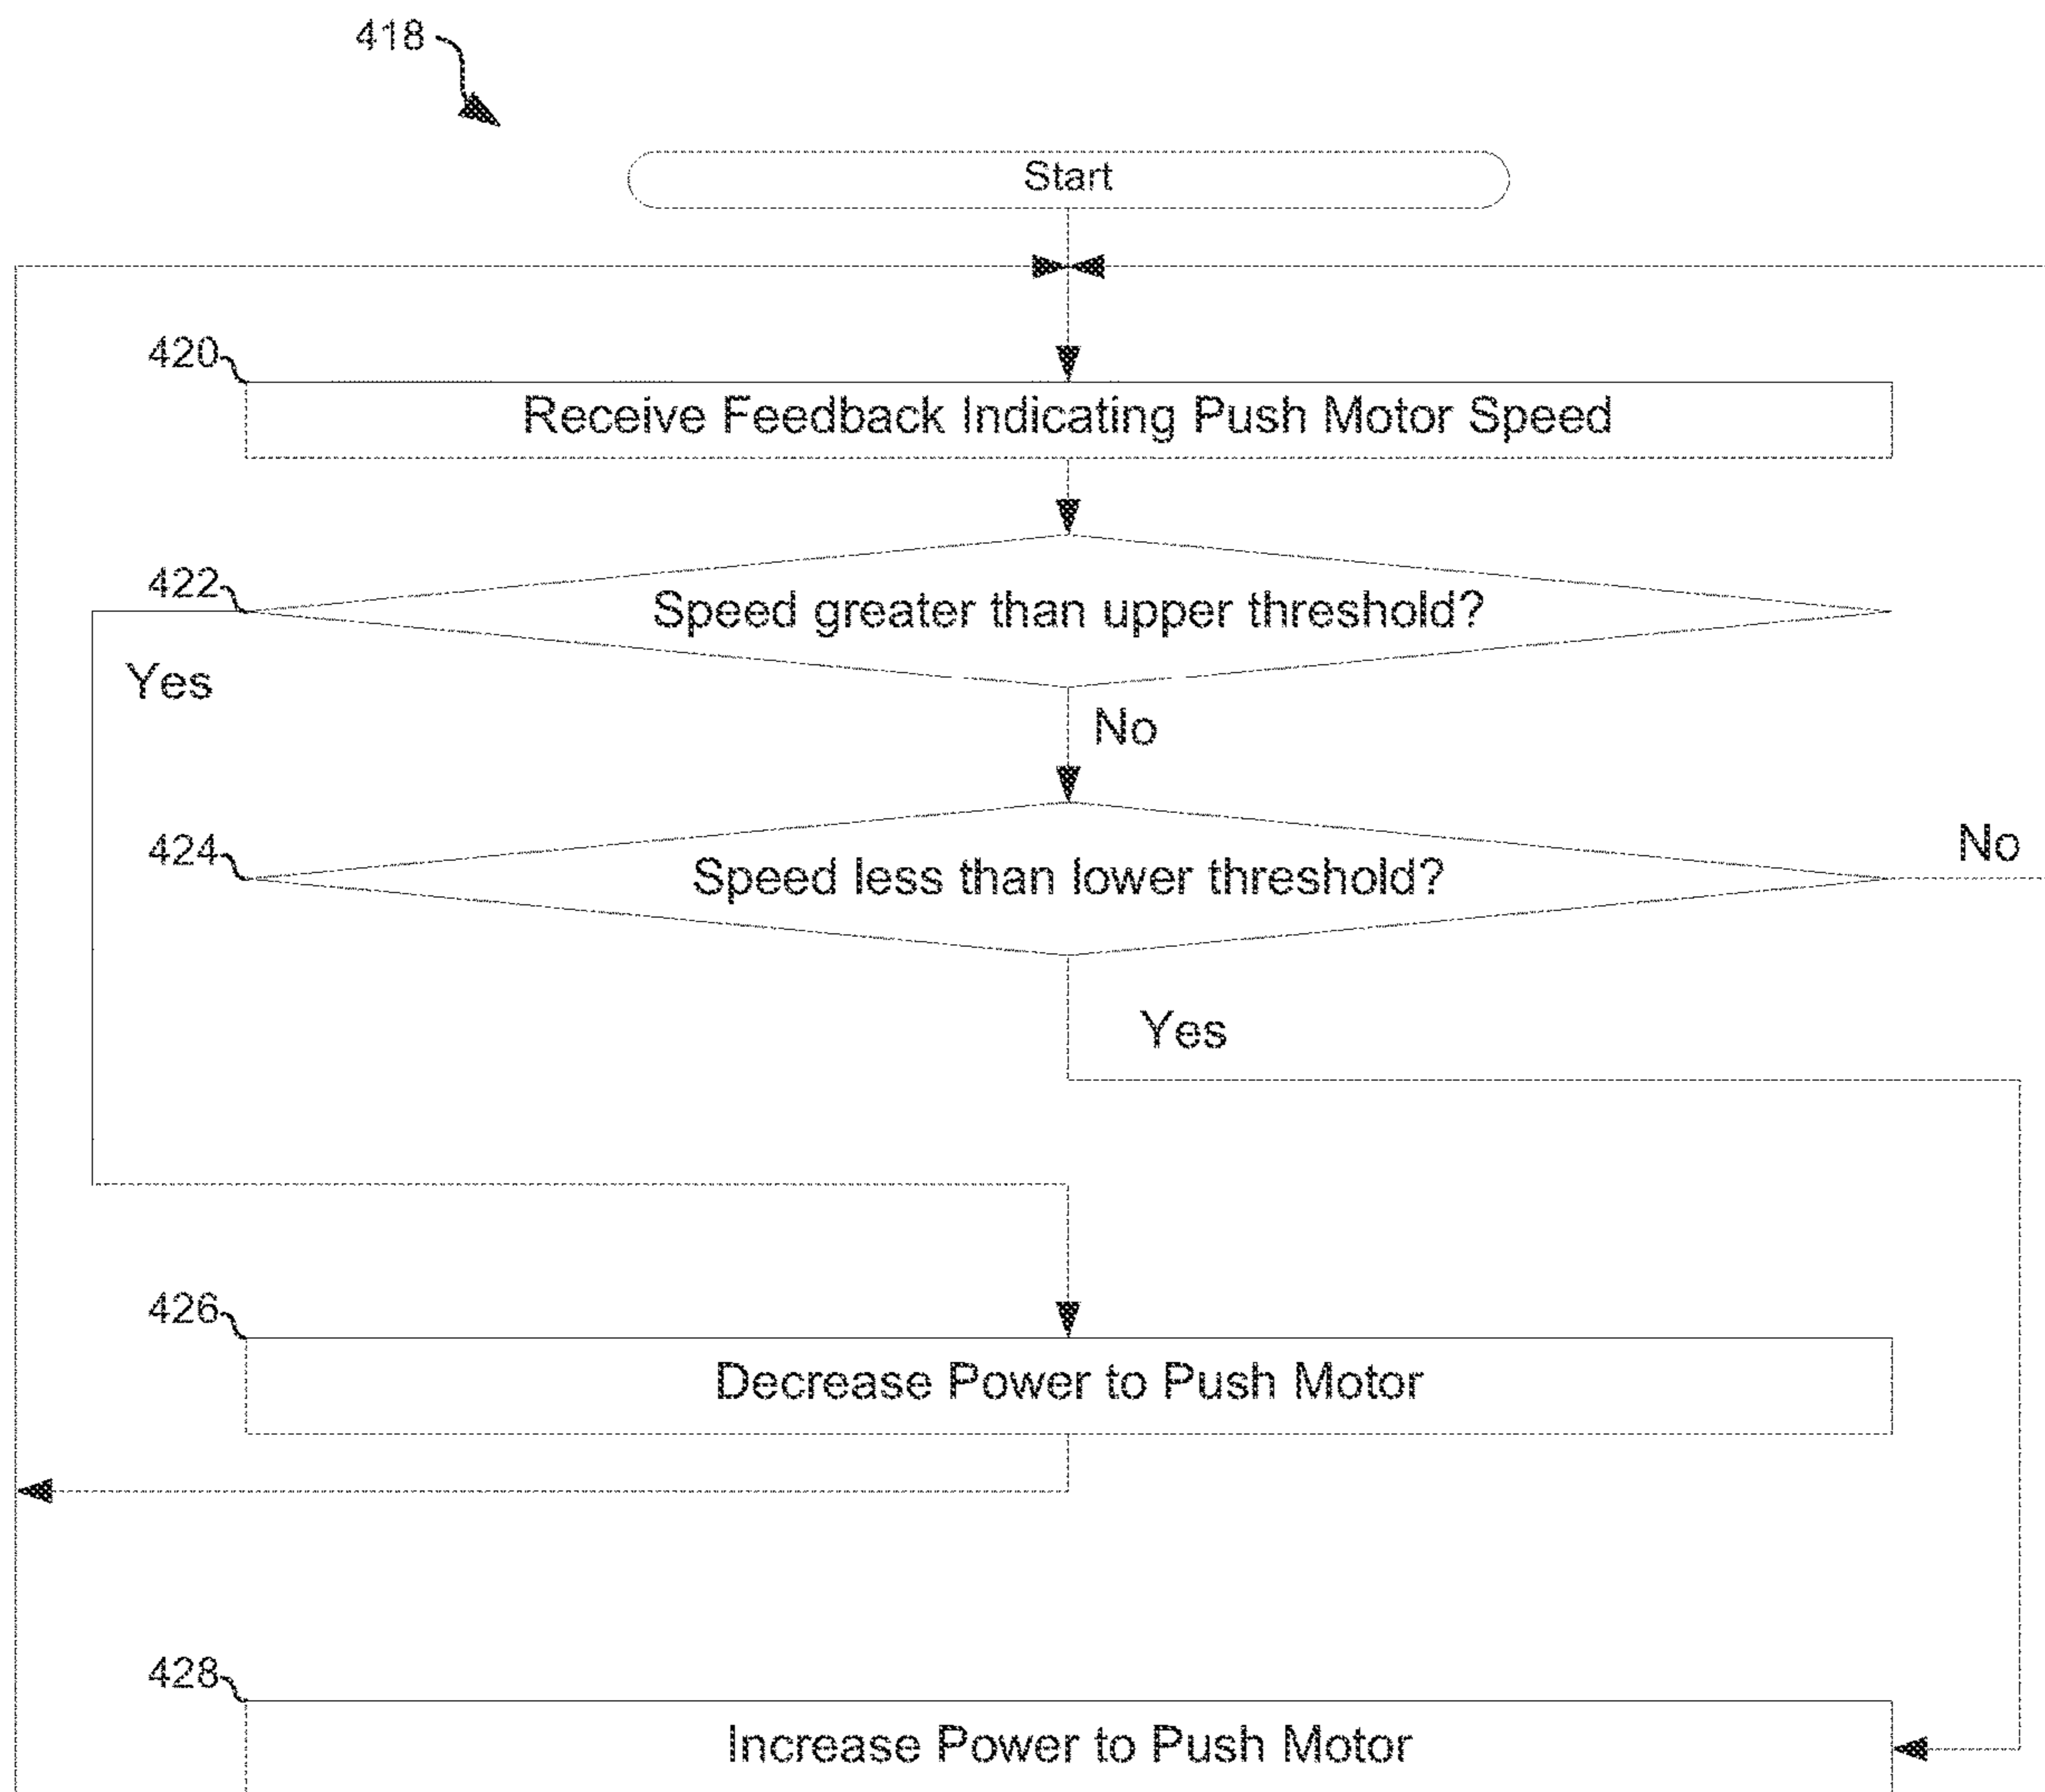 418
Start
420
Receive Feedback Indicating Push Motor Speed
422
Speed greater than upper threshold?
Yes
No
424
Speed less than lower threshold?
No
Yes
426
Decrease Power to Push Motor
428
Increase Power to Push Motor